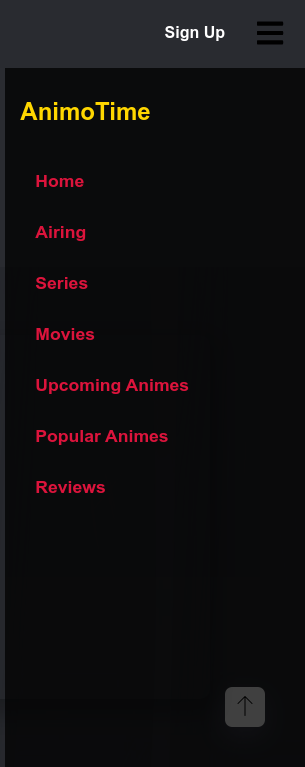 Sign Up
AnimoTime
Home
Airing
Series
Movies
Upcoming Animes
Popular Animes
Reviews